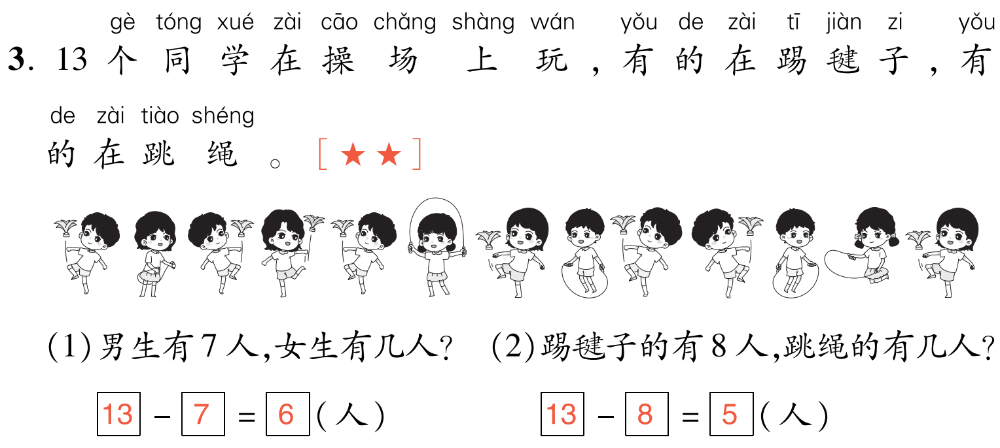 gè tóng xué zài cāo chǎng shàng wán yǒu de zài tī jiàn zi yǒu
3. 13 个同学在操场上玩，有的在踢毽子，有
de zài tiào shéng
的在跳绳。[★★]
(1)男生有7人,女生有几人? (2)踢毽子的有8人,跳绳的有几人?
13 － 7 = 6 (人) 13 － 8 = 5 (人)